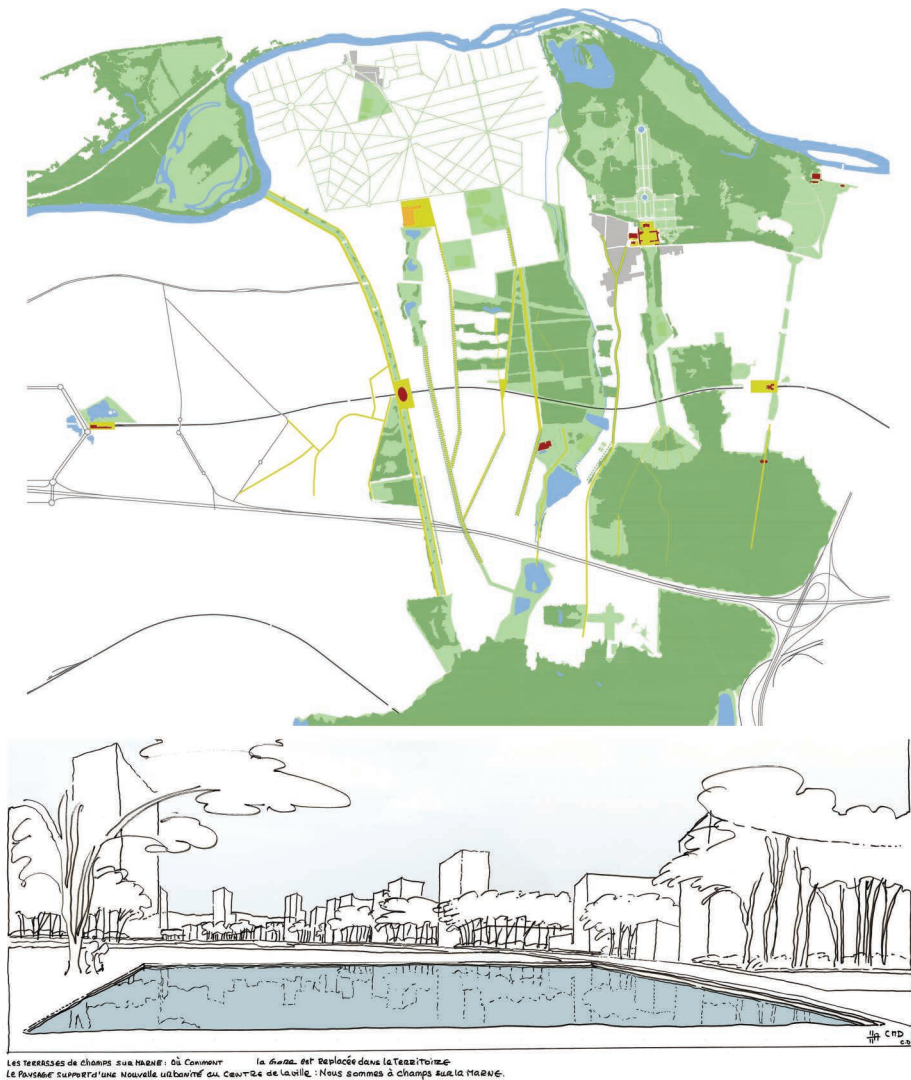 CMD
LES TERRASSES de CHAMPS SUR MARNE : Où Comment la GARE est Replacée dans le Territoire
Le PAYSAGE SUPPORT d'une Nouvelle urbanité au CENTRE de la ville : Nous sommes à champs sur la MARNE.